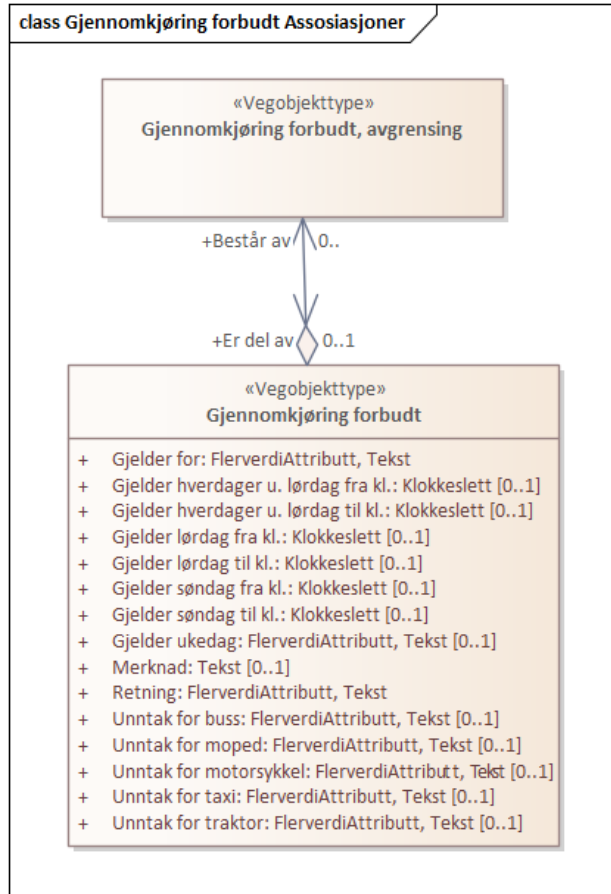 class Gjennomkjøring forbudt Assosiasjoner
«Vegobjekttype»
Gjennomkjøring forbudt, avgrensing
+Består av 0..
+Er del av 0..1
«Vegobjekttype»
Gjennomkjøring forbudt
+ Gjelder for: FlerverdiAttributt, Tekst
+ Gjelder hverdager u. lørdag fra kl.: Klokkeslett [0..1]
+ Gjelder hverdager u. lørdag til kl.: Klokkeslett [0..1]
+ Gjelder lørdag fra kl.: Klokkeslett [0..1]
+ Gjelder lørdag til kl.: Klokkeslett [0..1]
+ Gjelder søndag fra kl.: Klokkeslett [0..1]
+ Gjelder søndag til kl.: Klokkeslett [0..1]
+ Gjelder ukedag: FlerverdiAttributt, Tekst [0..1]
+ Merknad: Tekst [0..1]
+ Retning: FlerverdiAttributt, Tekst
+ Unntak for buss: FlerverdiAttributt, Tekst [0..1]
+ Unntak for moped: FlerverdiAttributt, Tekst [0..1]
+ Unntak for motorsykkel: FlerverdiAttributt, Tekst [0..1]
+ Unntak for taxi: FlerverdiAttributt, Tekst [0..1]
+ Unntak for traktor: FlerverdiAttributt, Tekst [0..1]